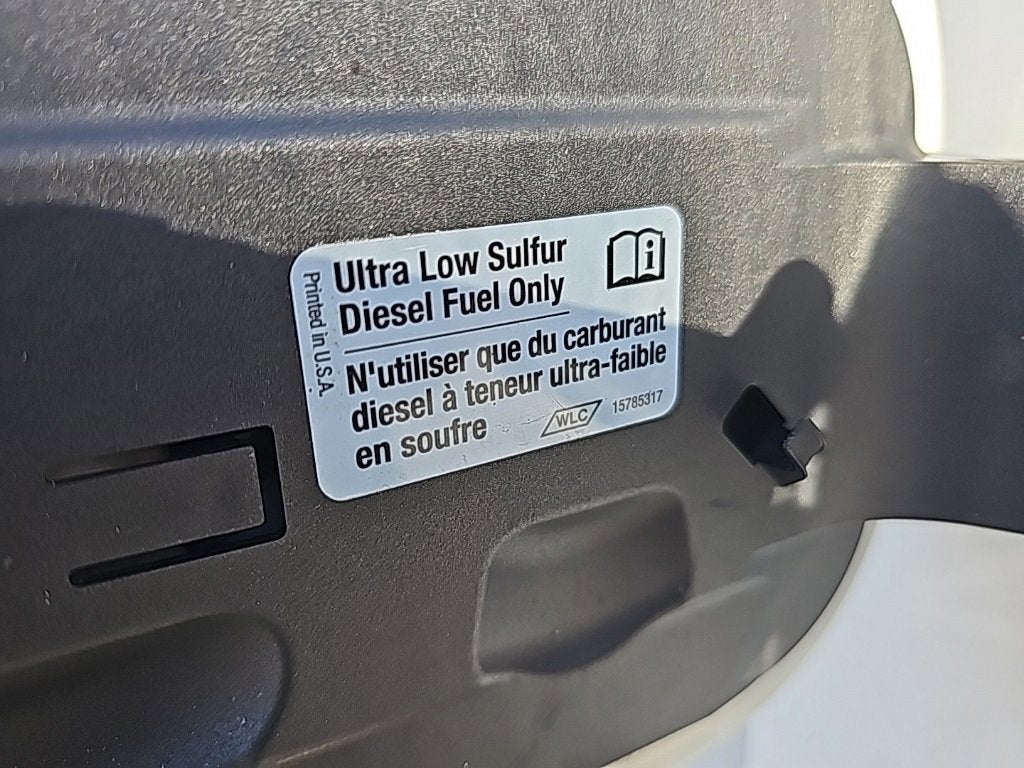 Ultra Low Sulfur
Diesel Fuel Only
N'utiliser que du carburant
diesel à teneur ultra-faible
en soufre
WLC
15785317
Printed in U.S.A.